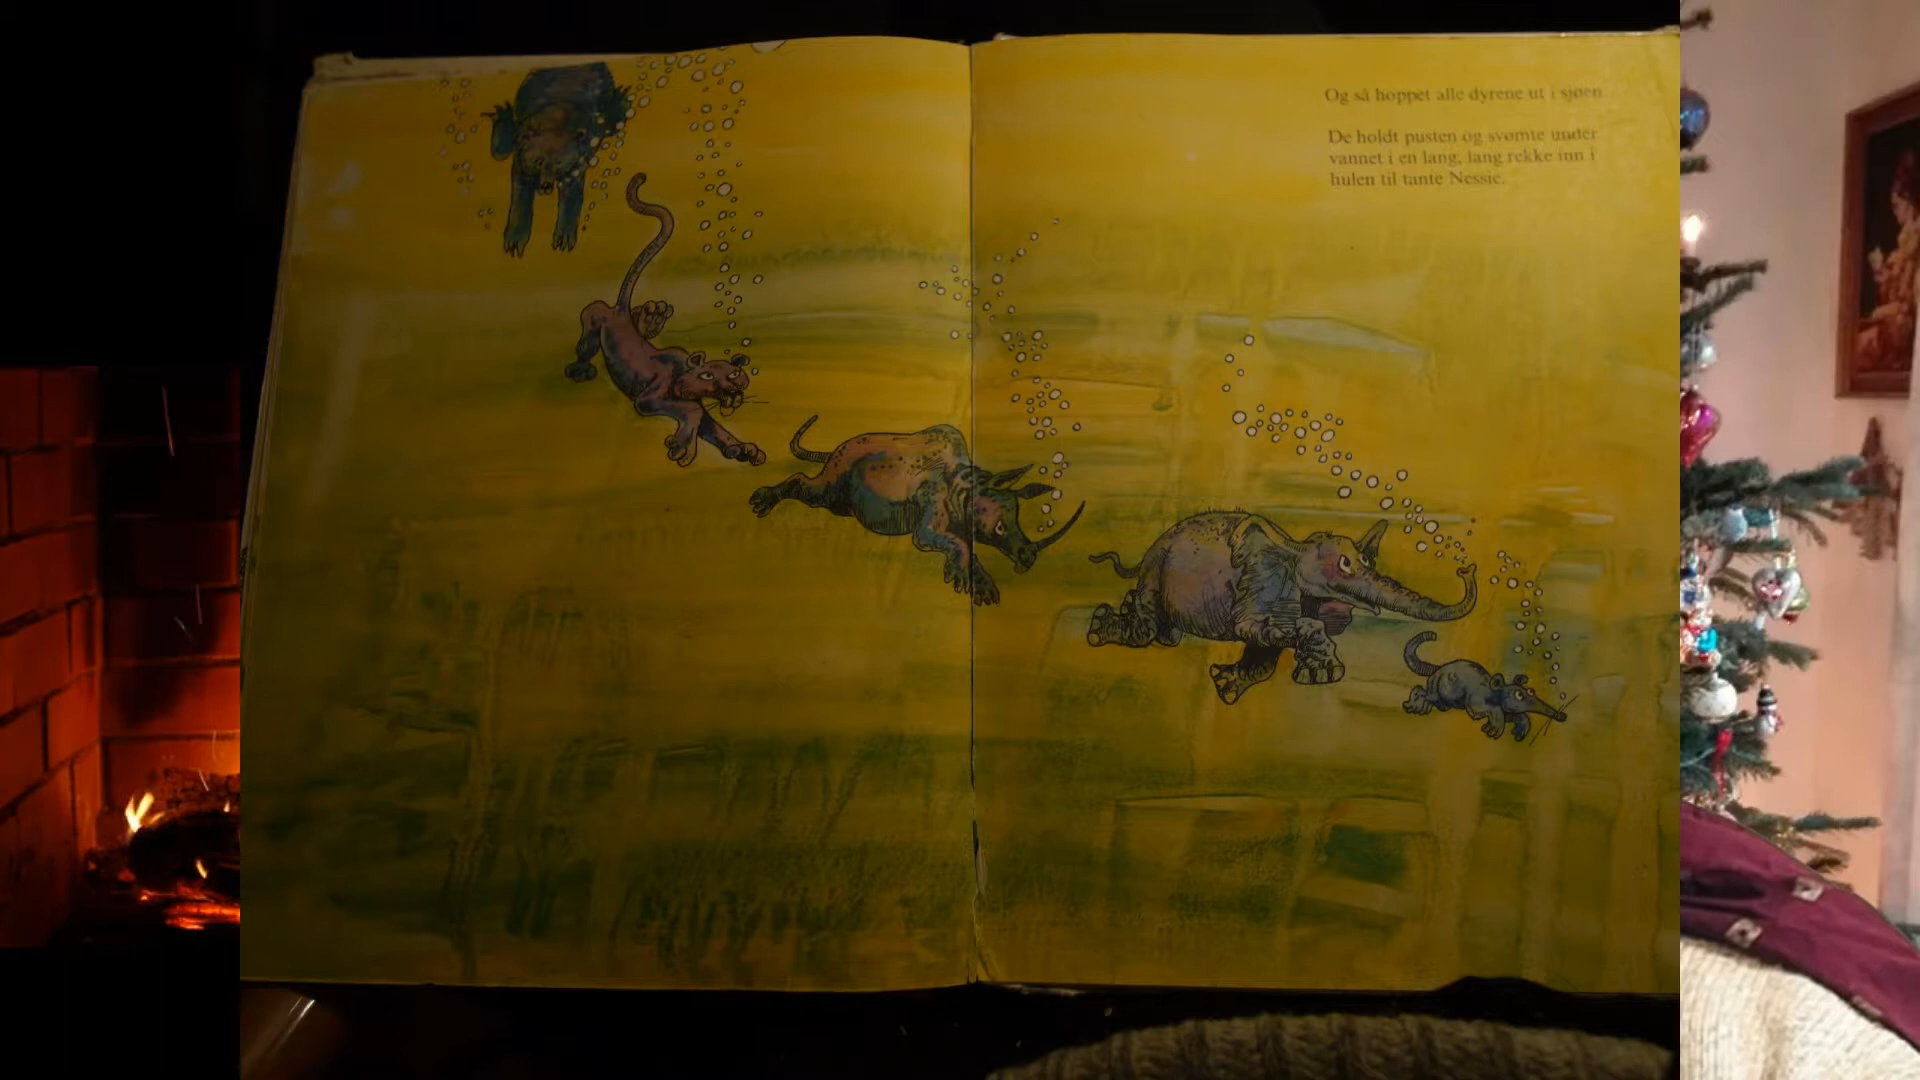 Og så hoppet alle dyrene ut i sjøen
De holdt pusten og svømte under
vannet i en lang, lang rekke inn i
hulen til tante Nessie.